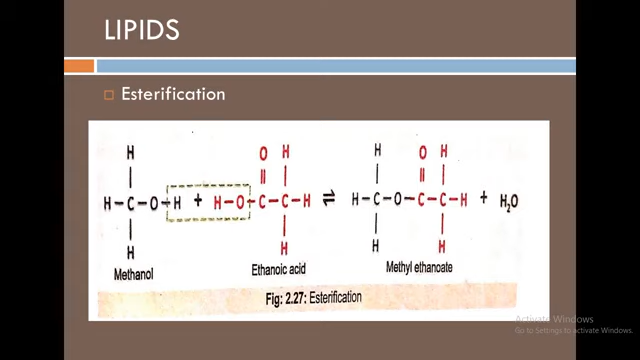 LIPIDS
Esterification
H O H H O H
H-C-O-H + H-O-C-C-H ⇌ H-C-O-C-C-H + H₂O
H H H H
Methanol Ethanoic acid Methyl ethanoate
Fig: 2.27: Esterification
Activate Windows
Go to Settings to activate Windows.